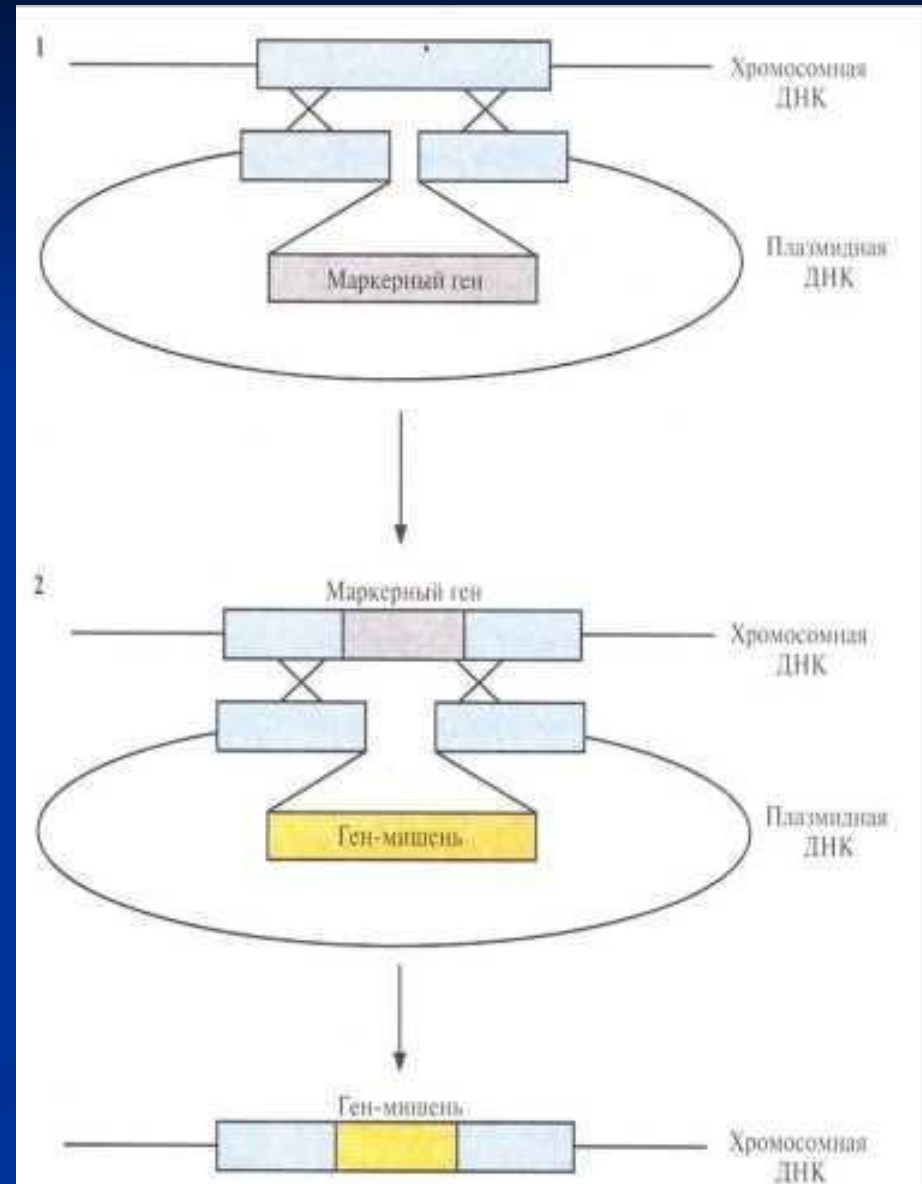 1
Хромосомная
ДНК
Маркерный ген
Плазмидная
ДНК
2
Маркерный ген
Хромосомная
ДНК
Ген-мишень
Плазмидная
ДНК
Ген-мишень
Хромосомная
ДНК